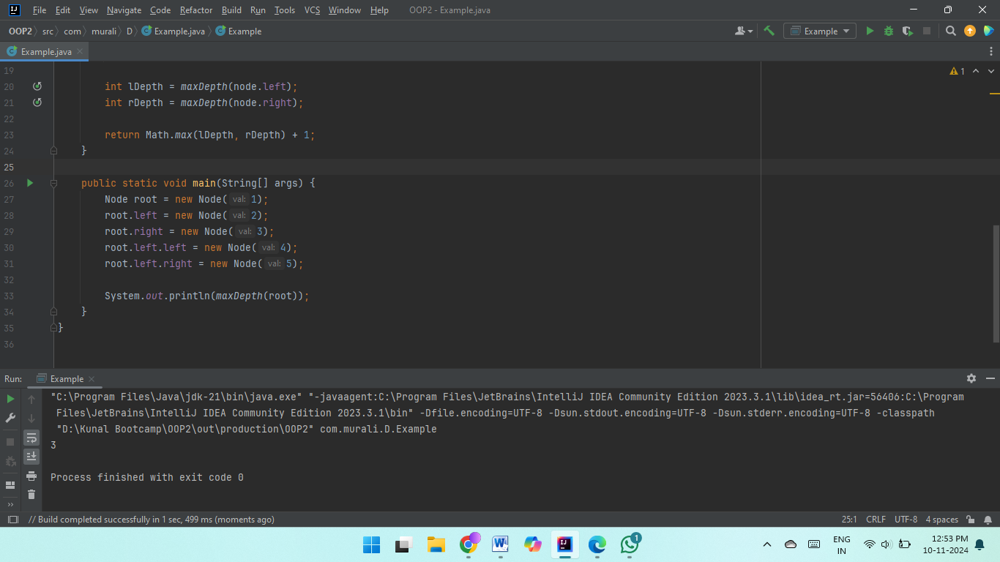 File Edit View Navigate Code Refactor Build Run Tools VCS Window Help OOP2 - Example.java
OOP2 src com murali D Example.java Example
Example
Example.java
1
19
20 int lDepth = maxDepth(node.left);
21 int rDepth = maxDepth(node.right);
22
23 return Math.max(lDepth, rDepth) + 1;
24 }
25
26 public static void main(String[] args) {
27 Node root = new Node( val: 1);
28 root.left = new Node( val: 2);
29 root.right = new Node( val: 3);
30 root.left.left = new Node( val: 4);
31 root.left.right = new Node( val: 5);
32
33 System.out.println(maxDepth(root));
34 }
35 }
36
Run: Example
"C:\Program Files\Java\jdk-21\bin\java.exe" "-javaagent:C:\Program Files\JetBrains\IntelliJ IDEA Community Edition 2023.3.1\lib\idea_rt.jar=56406:C:\Program
Files\JetBrains\IntelliJ IDEA Community Edition 2023.3.1\bin" -Dfile.encoding=UTF-8 -Dsun.stdout.encoding=UTF-8 -Dsun.stderr.encoding=UTF-8 -classpath
"D:\Kunal Bootcamp\OOP2\out\production\OOP2" com.murali.D.Example
3
Process finished with exit code 0
// Build completed successfully in 1 sec, 499 ms (moments ago) 25:1 CRLF UTF-8 4 spaces
1
ENG
IN
12:53 PM
10-11-2024